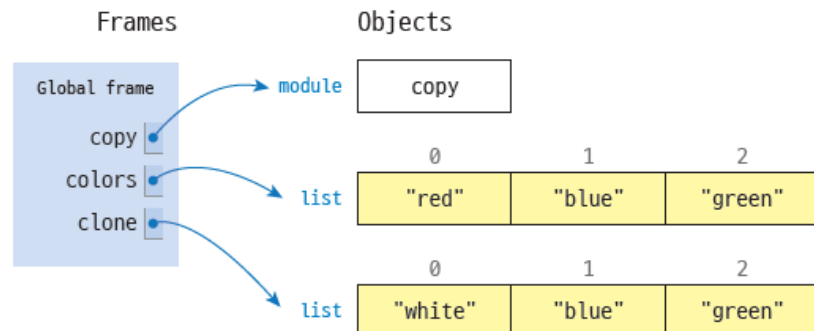 Frames Objects
Global frame
module copy
copy
0 1 2
colors
list "red" "blue" "green"
clone
0 1 2
list "white" "blue" "green"